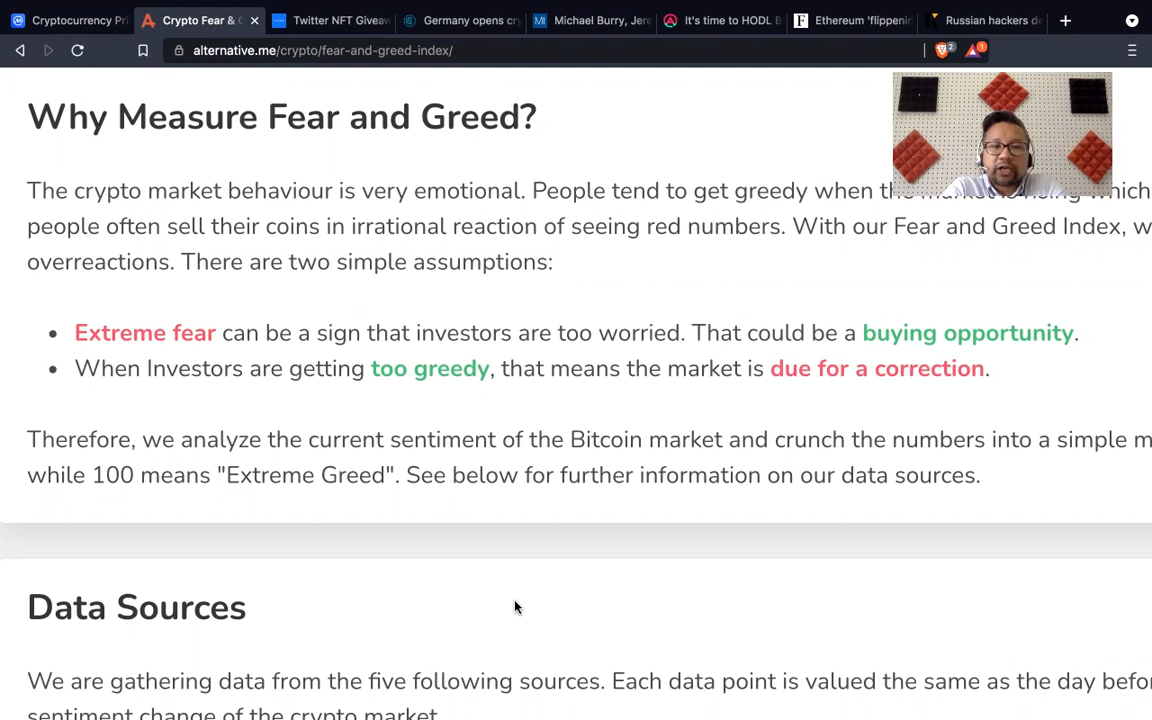 Cryptocurrency Pri
Crypto Fear & G
Twitter NFT Giveaw
Germany opens cry
Michael Burry, Jere
It's time to HODL B
Ethereum 'flippenin
Russian hackers de
alternative.me/crypto/fear-and-greed-index/
2
1
Why Measure Fear and Greed?
The crypto market behaviour is very emotional. People tend to get greedy when the market is rising which
people often sell their coins in irrational reaction of seeing red numbers. With our Fear and Greed Index, w
overreactions. There are two simple assumptions:
• Extreme fear can be a sign that investors are too worried. That could be a buying opportunity.
• When Investors are getting too greedy, that means the market is due for a correction.
Therefore, we analyze the current sentiment of the Bitcoin market and crunch the numbers into a simple m
while 100 means "Extreme Greed". See below for further information on our data sources.
Data Sources
We are gathering data from the five following sources. Each data point is valued the same as the day befo
sentiment change of the crypto market.